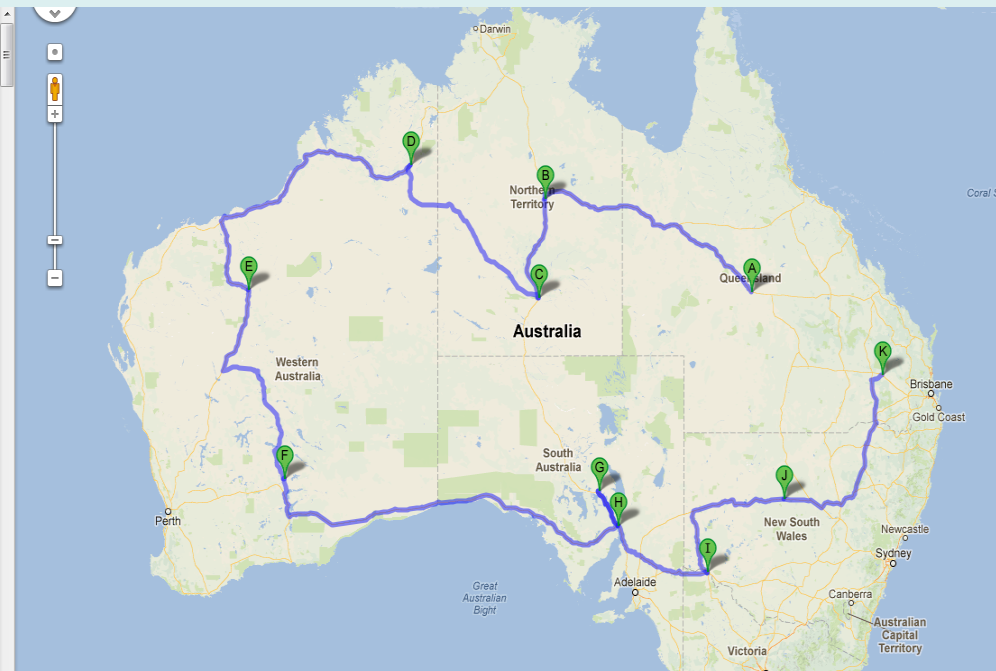 Darwin
D
B
Northern
Territory
Coral S
E
C
A
Queensland
Australia
K
Western
Australia
Brisbane
Gold Coast
F
South
Australia
G
J
H
Perth
New South
Wales
Newcastle
I
Sydney
Adelaide
Great
Australian
Bight
Canberra
Australian
Capital
Territory
Victoria